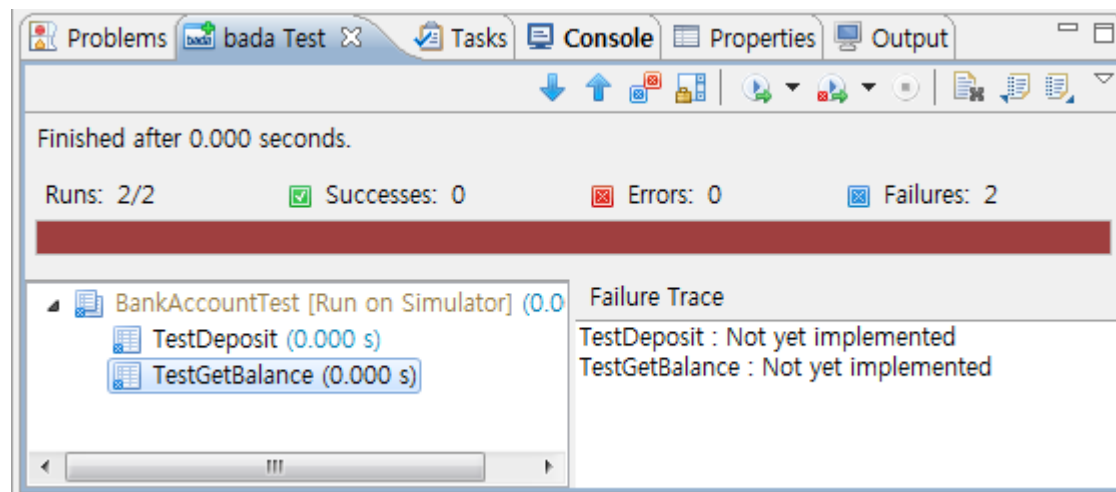 Problems bada Test Tasks Console Properties Output
Finished after 0.000 seconds.
Runs: 2/2 Successes: 0 Errors: 0 Failures: 2
BankAccountTest [Run on Simulator] (0.0
TestDeposit (0.000 s)
TestGetBalance (0.000 s)
Failure Trace
TestDeposit : Not yet implemented
TestGetBalance : Not yet implemented